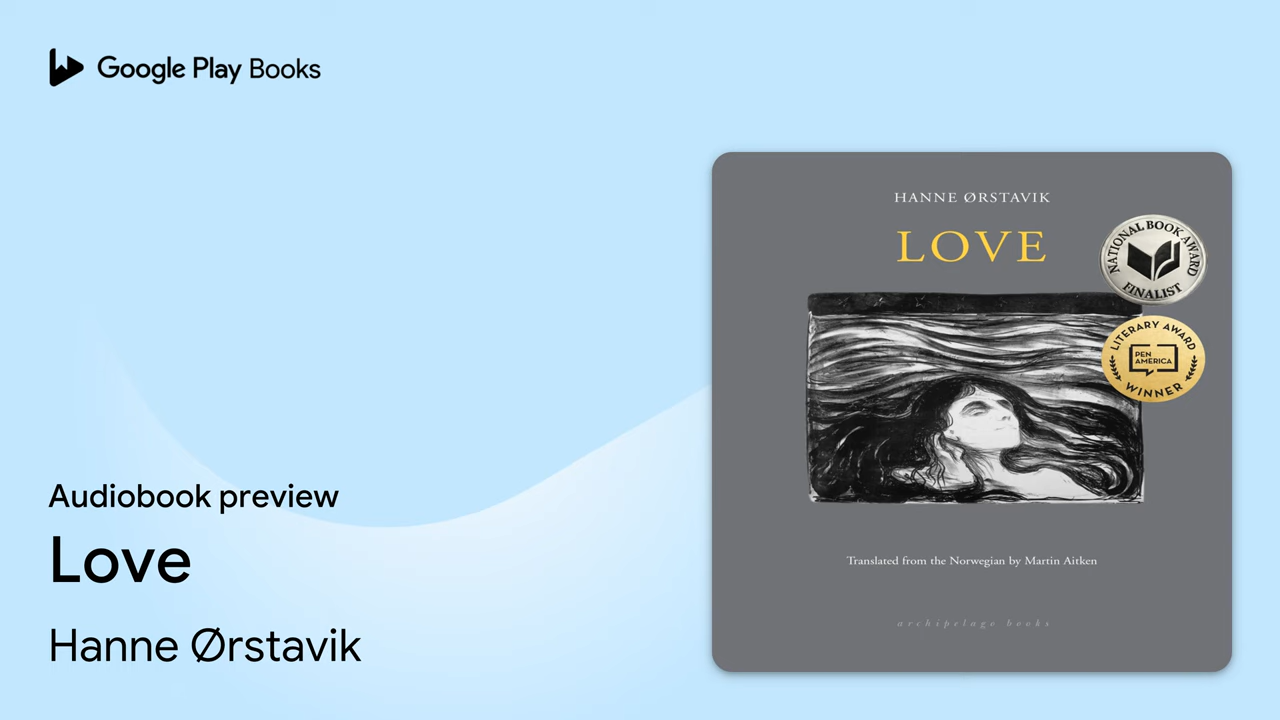 Google Play Books
HANNE ØRSTAVIK
LOVE
NATIONAL BOOK AWARD
FINALIST
LITERARY AWARD
PEN
AMERICA
WINNER
Audiobook preview
Love
Hanne Ørstavik
Translated from the Norwegian by Martin Aitken
archipelago books